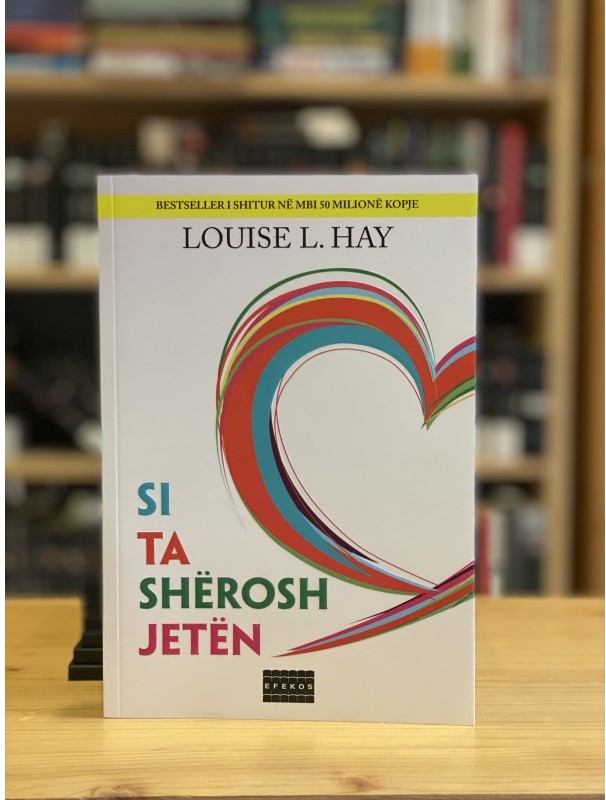 BESTSELLER I SHITUR NË MBI 50 MILIONË KOPJE
LOUISE L. HAY
SI
TA
SHËROSH
JETËN
EFEKOS